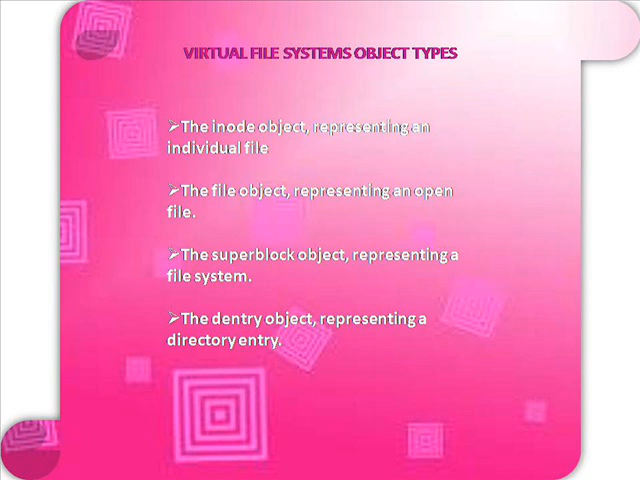 VIRTUAL FILE SYSTEMS OBJECT TYPES
➢The inode object, representing an
individual file
➢The file object, representing an open
file.
➢The superblock object, representing a
file system.
➢The dentry object, representing a
directory entry.